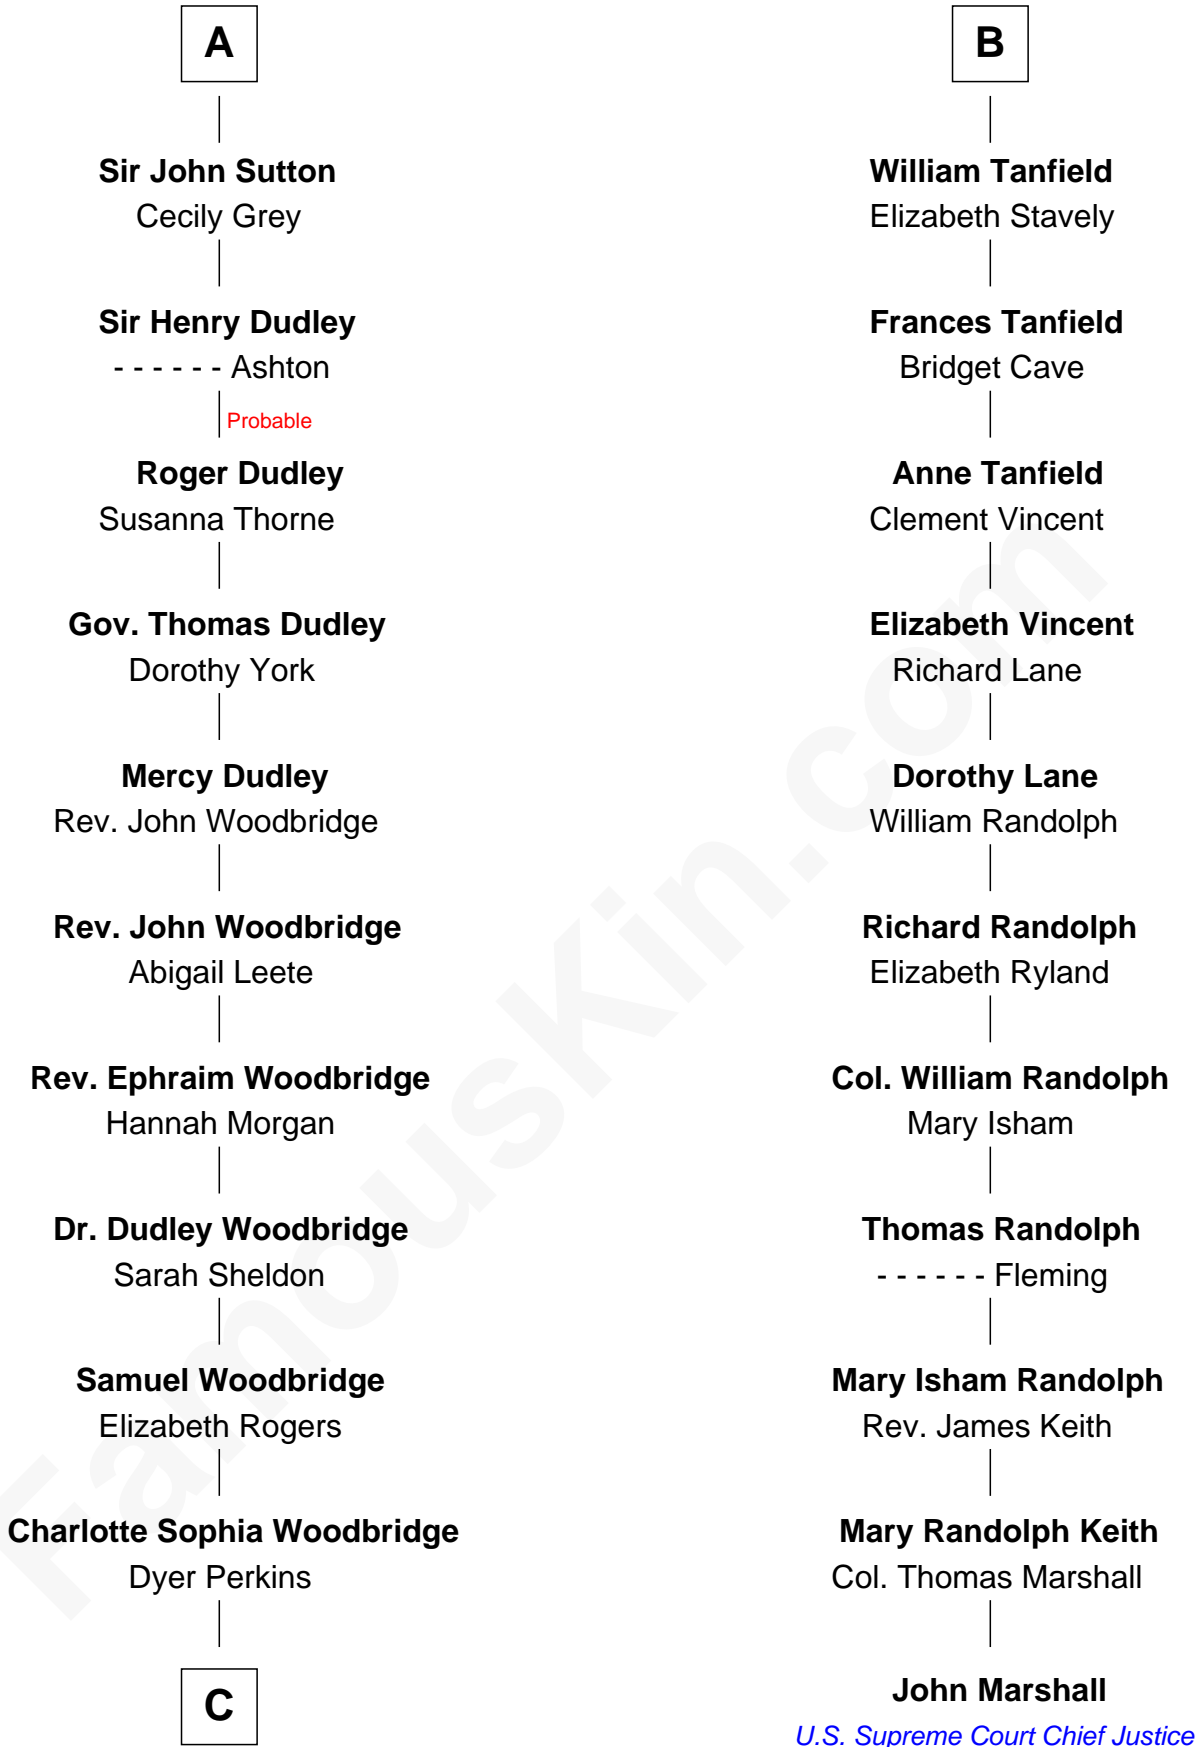 A
Sir John Sutton
Cecily Grey
Sir Henry Dudley
- - - - - - Ashton
Probable
Roger Dudley
Susanna Thorne
Gov. Thomas Dudley
Dorothy York
Mercy Dudley
Rev. John Woodbridge
Rev. John Woodbridge
Abigail Leete
Rev. Ephraim Woodbridge
Hannah Morgan
Dr. Dudley Woodbridge
Sarah Sheldon
Samuel Woodbridge
Elizabeth Rogers
Charlotte Sophia Woodbridge
Dyer Perkins
C
B
William Tanfield
Elizabeth Stavely
Frances Tanfield
Bridget Cave
Anne Tanfield
Clement Vincent
Elizabeth Vincent
Richard Lane
Dorothy Lane
William Randolph
Richard Randolph
Elizabeth Ryland
Col. William Randolph
Mary Isham
Thomas Randolph
- - - - - - Fleming
Mary Isham Randolph
Rev. James Keith
Mary Randolph Keith
Col. Thomas Marshall
John Marshall
U.S. Supreme Court Chief Justice
FamousKin.com